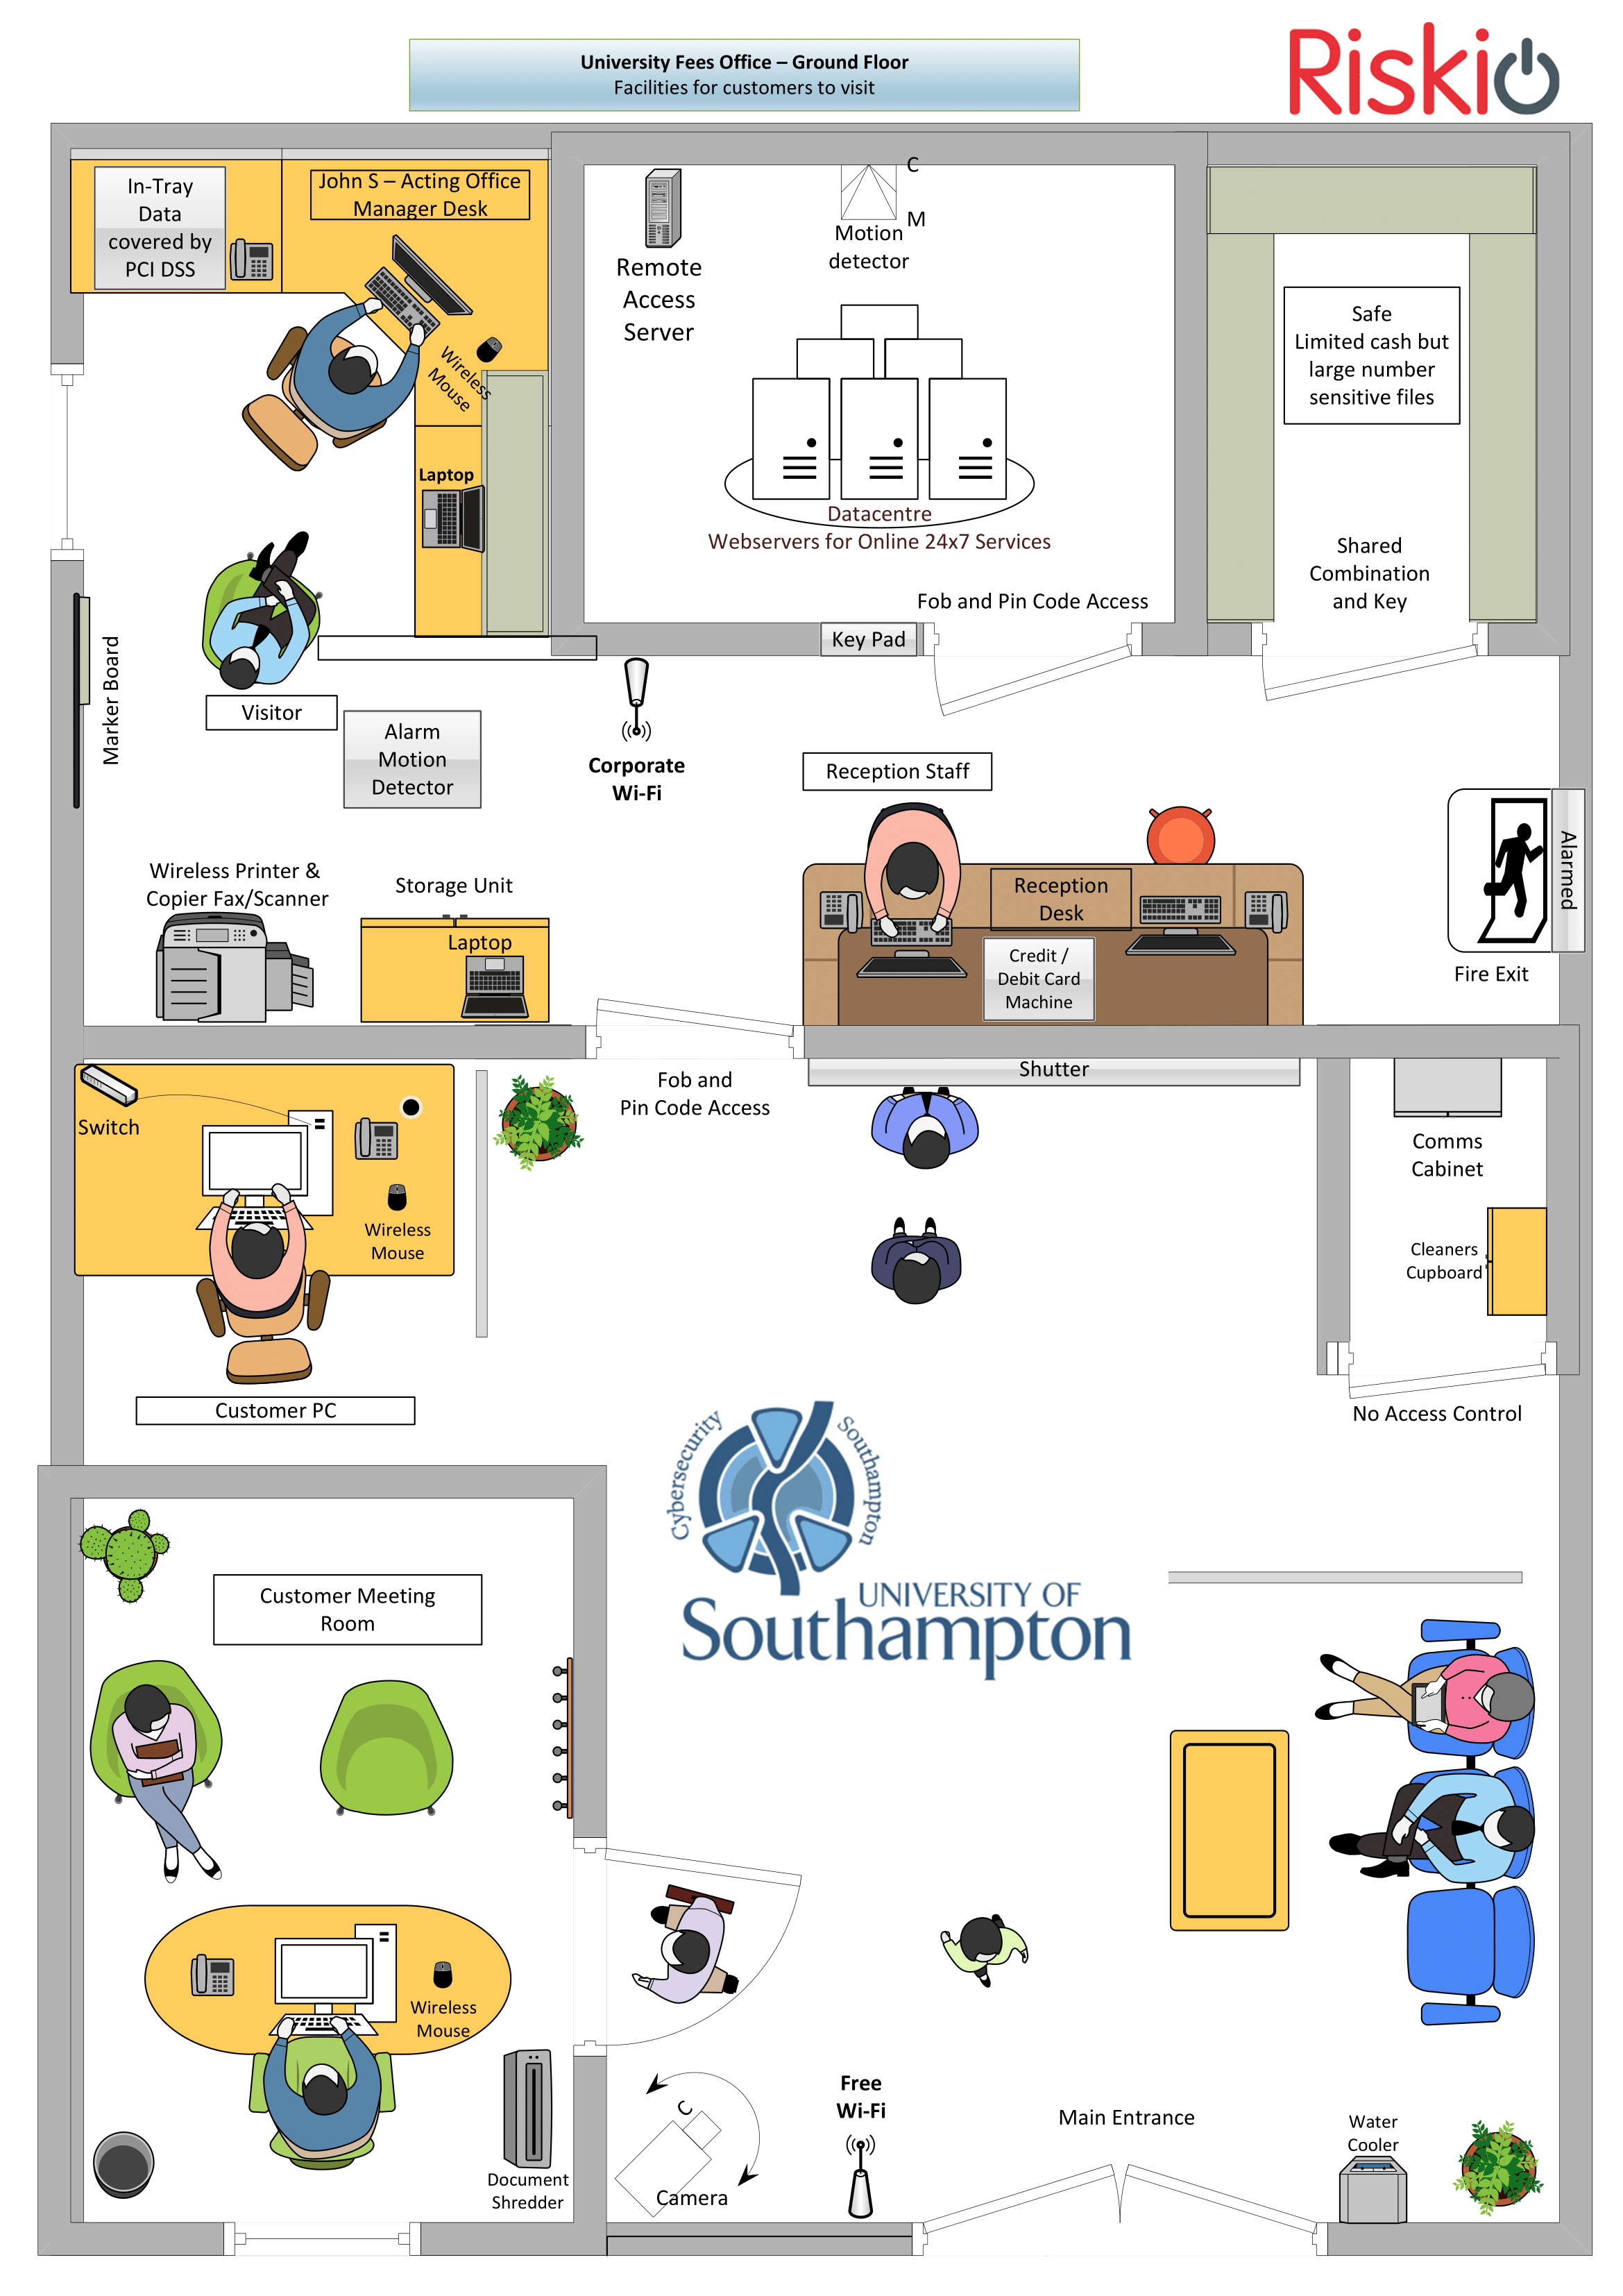 University Fees Office – Ground Floor
Facilities for customers to visit
Riskio
In-Tray
Data
covered by
PCI DSS
John S – Acting Office
Manager Desk
Wireless
Mouse
Laptop
Remote
Access
Server
C
M
Motion
detector
Datacentre
Webservers for Online 24x7 Services
Fob and Pin Code Access
Key Pad
Safe
Limited cash but
large number
sensitive files
Shared
Combination
and Key
Marker Board
Visitor
Alarm
Motion
Detector
Corporate
Wi-Fi
Reception Staff
Reception
Desk
Credit /
Debit Card
Machine
Alarmed
Fire Exit
Wireless Printer &
Copier Fax/Scanner
Storage Unit
Laptop
Fob and
Pin Code Access
Shutter
Switch
Wireless
Mouse
Customer PC
Comms
Cabinet
Cleaners
Cupboard
No Access Control
Cybersecurity
Southampton
UNIVERSITY OF
Southampton
Customer Meeting
Room
Wireless
Mouse
Document
Shredder
C
Camera
Free
Wi-Fi
Main Entrance
Water
Cooler